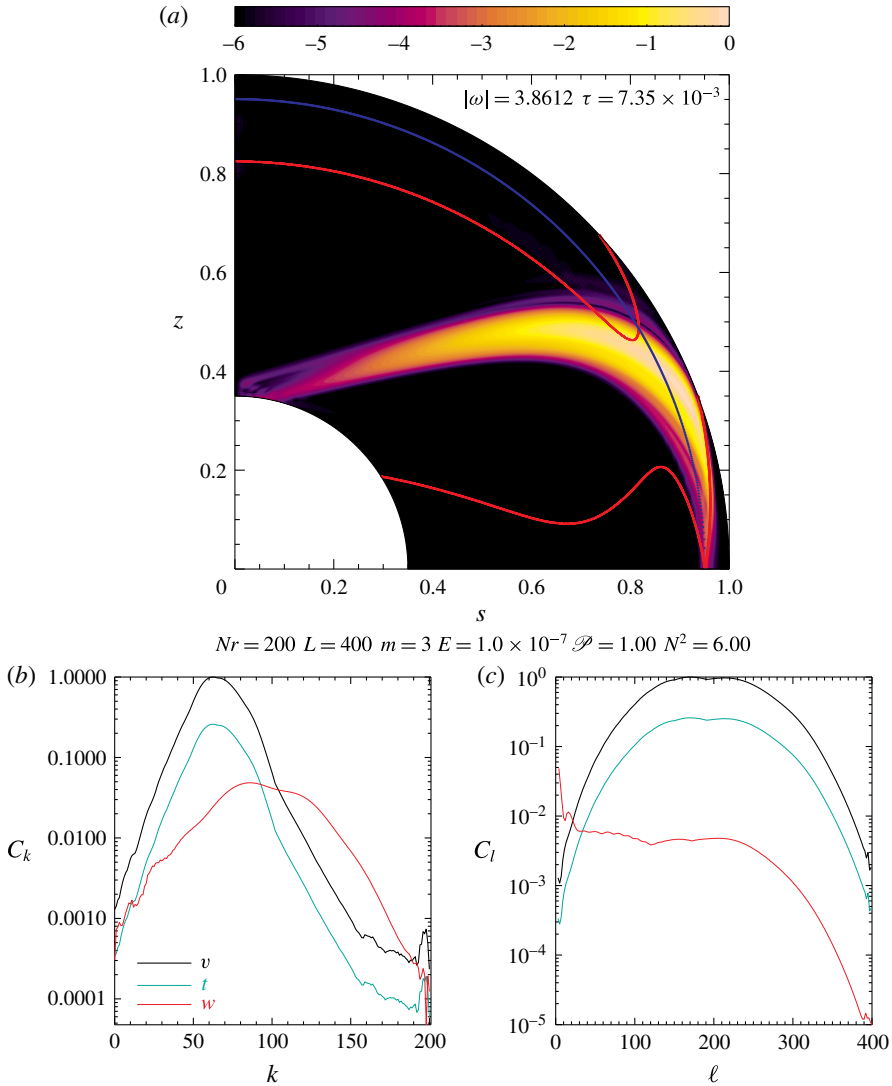 (a)
−6 −5 −4 −3 −2 −1 0
|ω| = 3.8612 τ = 7.35 × 10⁻³
1.0
0.8
0.6
z
0.4
0.2
0 0.2 0.4 0.6 0.8 1.0
s
Nr = 200 L = 400 m = 3 E = 1.0 × 10⁻⁷ 𝒫 = 1.00 N² = 6.00
(b)
1.0000
0.1000
0.0100
C_k
0.0010
0.0001
v
t
w
0 50 100 150 200
k
(c)
10⁰
10⁻¹
10⁻²
C_l
10⁻³
10⁻⁴
10⁻⁵
0 100 200 300 400
ℓ